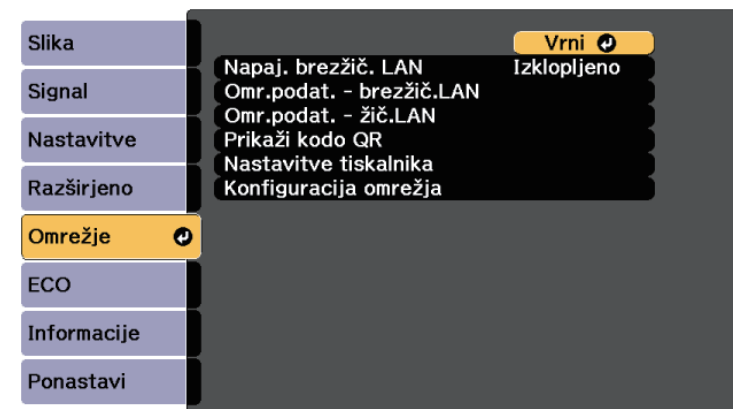 Slika
Signal
Nastavitve
Razširjeno
Omrežje
ECO
Informacije
Ponastavi
Vrni
Napaj. brezžič. LAN Izklopljeno
Omr.podat. - brezžič.LAN
Omr.podat. - žič.LAN
Prikaži kodo QR
Nastavitve tiskalnika
Konfiguracija omrežja